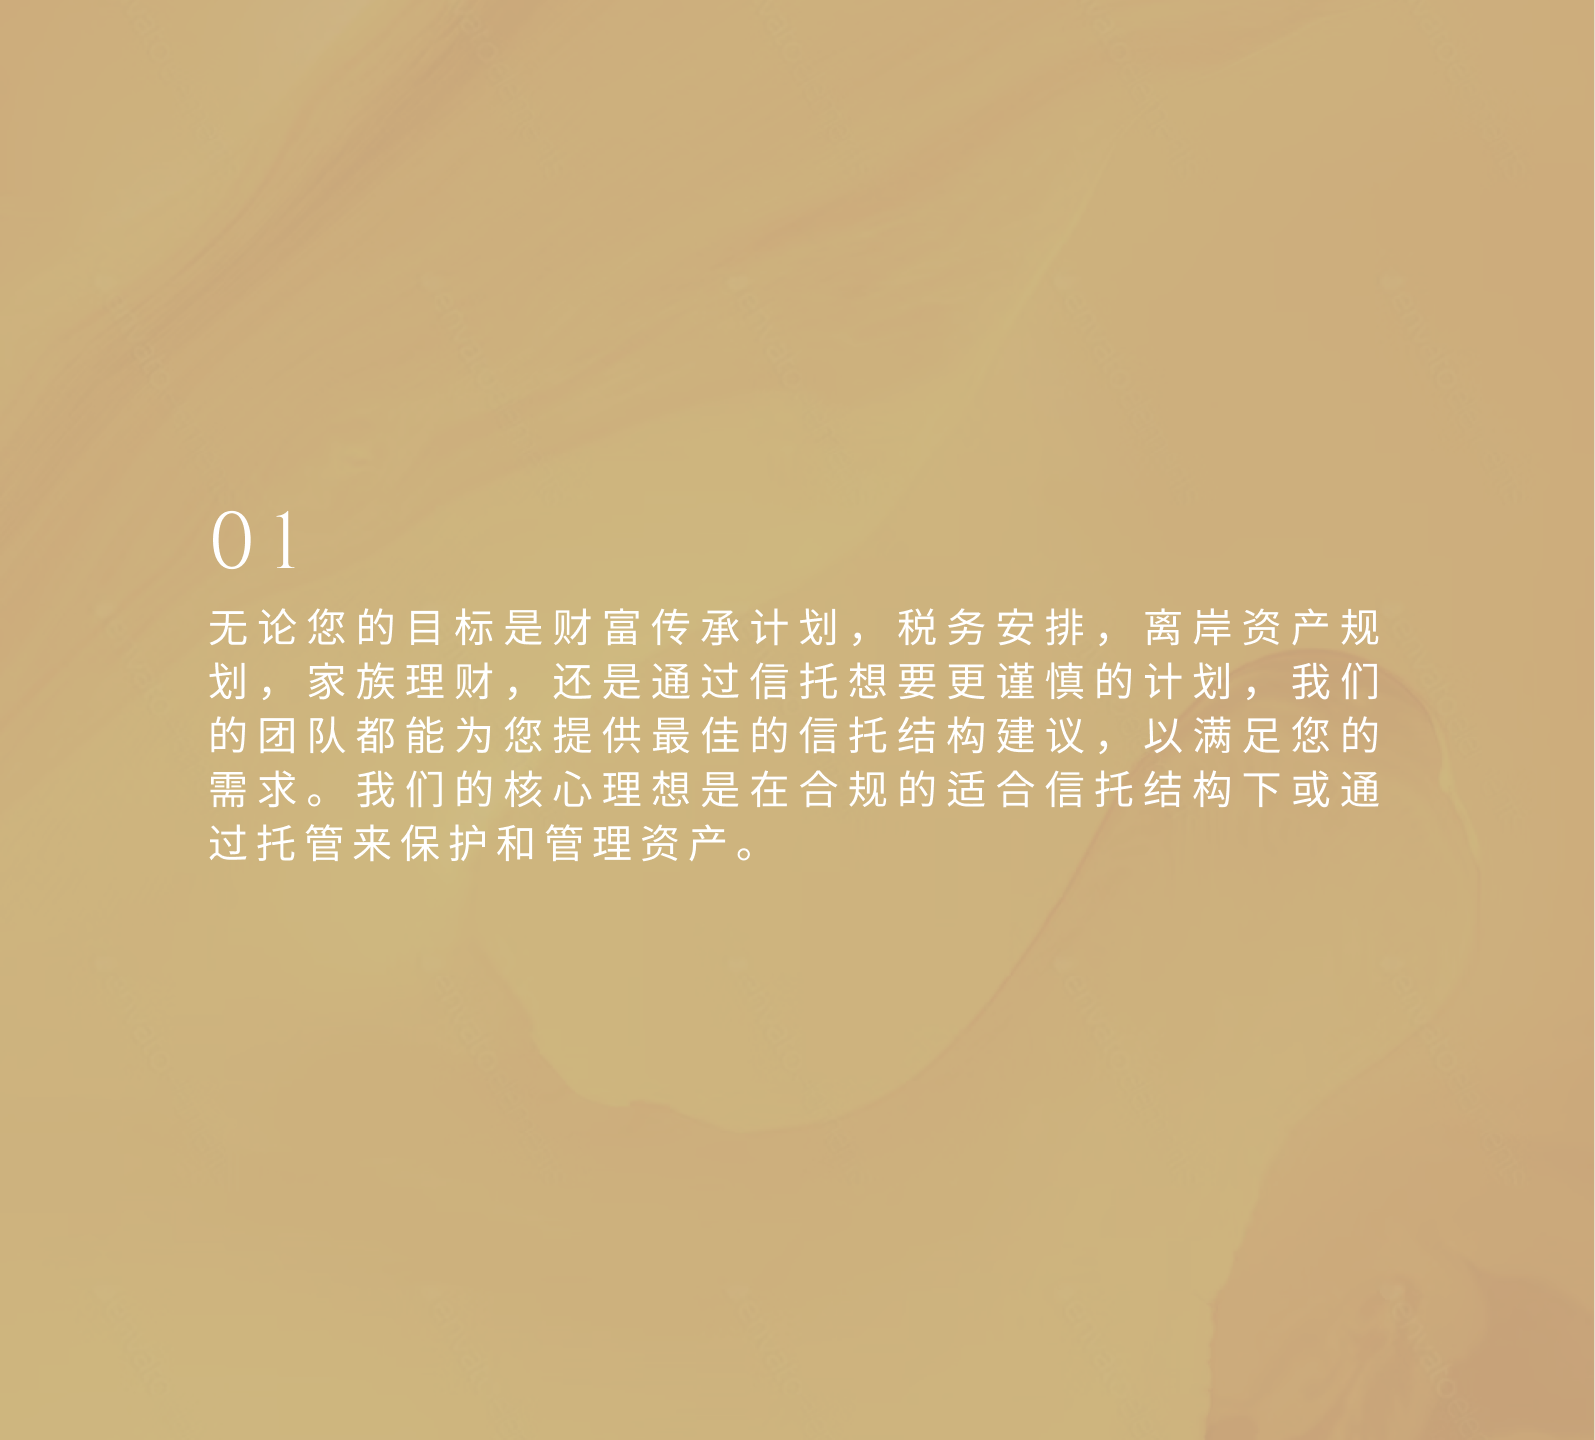 01
无论您的目标是财富传承计划，税务安排，离岸资产规
划，家族理财，还是通过信托想要更谨慎的计划，我们
的团队都能为您提供最佳的信托结构建议，以满足您的
需求。我们的核心理想是在合规的适合信托结构下或通
过托管来保护和管理资产。